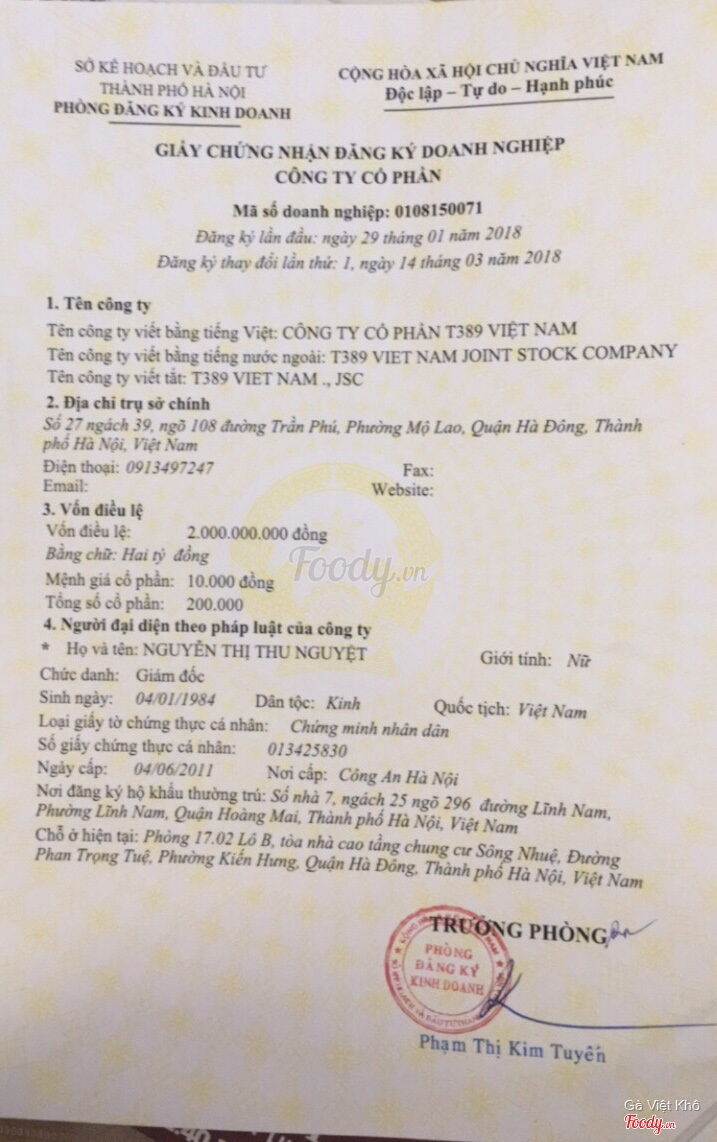 SỞ KẾ HOẠCH VÀ ĐẦU TƯ
THÀNH PHỐ HÀ NỘI
PHÒNG ĐĂNG KÝ KINH DOANH
CỘNG HÒA XÃ HỘI CHỦ NGHĨA VIỆT NAM
Độc lập – Tự do – Hạnh phúc
GIẤY CHỨNG NHẬN ĐĂNG KÝ DOANH NGHIỆP
CÔNG TY CỔ PHẦN
Mã số doanh nghiệp: 0108150071
Đăng ký lần đầu: ngày 29 tháng 01 năm 2018
Đăng ký thay đổi lần thứ: 1, ngày 14 tháng 03 năm 2018
1. Tên công ty
Tên công ty viết bằng tiếng Việt: CÔNG TY CỔ PHẦN T389 VIỆT NAM
Tên công ty viết bằng tiếng nước ngoài: T389 VIET NAM JOINT STOCK COMPANY
Tên công ty viết tắt: T389 VIET NAM ., JSC
2. Địa chỉ trụ sở chính
Số 27 ngách 39, ngõ 108 đường Trần Phú, Phường Mộ Lao, Quận Hà Đông, Thành
phố Hà Nội, Việt Nam
Điện thoại: 0913497247 Fax:
Email: Website:
3. Vốn điều lệ
Vốn điều lệ: 2.000.000.000 đồng
Bằng chữ: Hai tỷ đồng
Foody.vn
Mệnh giá cổ phần: 10.000 đồng
Tổng số cổ phần: 200.000
4. Người đại diện theo pháp luật của công ty
* Họ và tên: NGUYỄN THỊ THU NGUYỆT Giới tính: Nữ
Chức danh: Giám đốc
Sinh ngày: 04/01/1984 Dân tộc: Kinh Quốc tịch: Việt Nam
Loại giấy tờ chứng thực cá nhân: Chứng minh nhân dân
Số giấy chứng thực cá nhân: 013425830
Ngày cấp: 04/06/2011 Nơi cấp: Công An Hà Nội
Nơi đăng ký hộ khẩu thường trú: Số nhà 7, ngách 25 ngõ 296 đường Lĩnh Nam,
Phường Lĩnh Nam, Quận Hoàng Mai, Thành phố Hà Nội, Việt Nam
Chỗ ở hiện tại: Phòng 17.02 Lô B, tòa nhà cao tầng chung cư Sông Nhuệ, Đường
Phan Trọng Tuệ, Phường Kiến Hưng, Quận Hà Đông, Thành phố Hà Nội, Việt Nam
TRƯỞNG PHÒNG
PHÒNG
ĐĂNG KÝ
KINH DOANH
Phạm Thị Kim Tuyến
Gà Việt Khô
Foody.vn